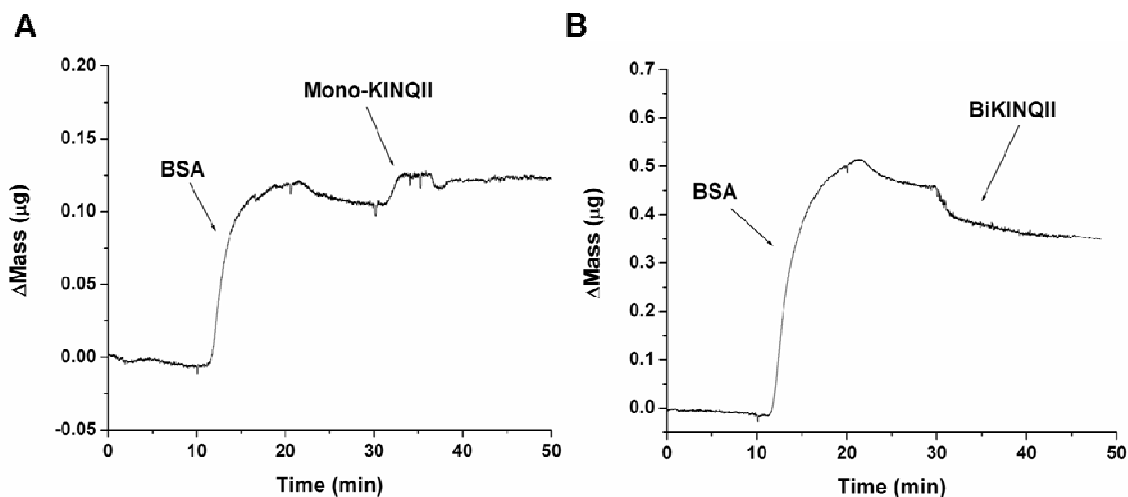 A
0.20
0.15
0.10
0.05
0.00
-0.05
ΔMass (μg)
Mono-KINQII
BSA
0 10 20 30 40 50
Time (min)
B
0.7
0.6
0.5
0.4
0.3
0.2
0.1
0.0
ΔMass (μg)
BiKINQII
BSA
0 10 20 30 40 50
Time (min)